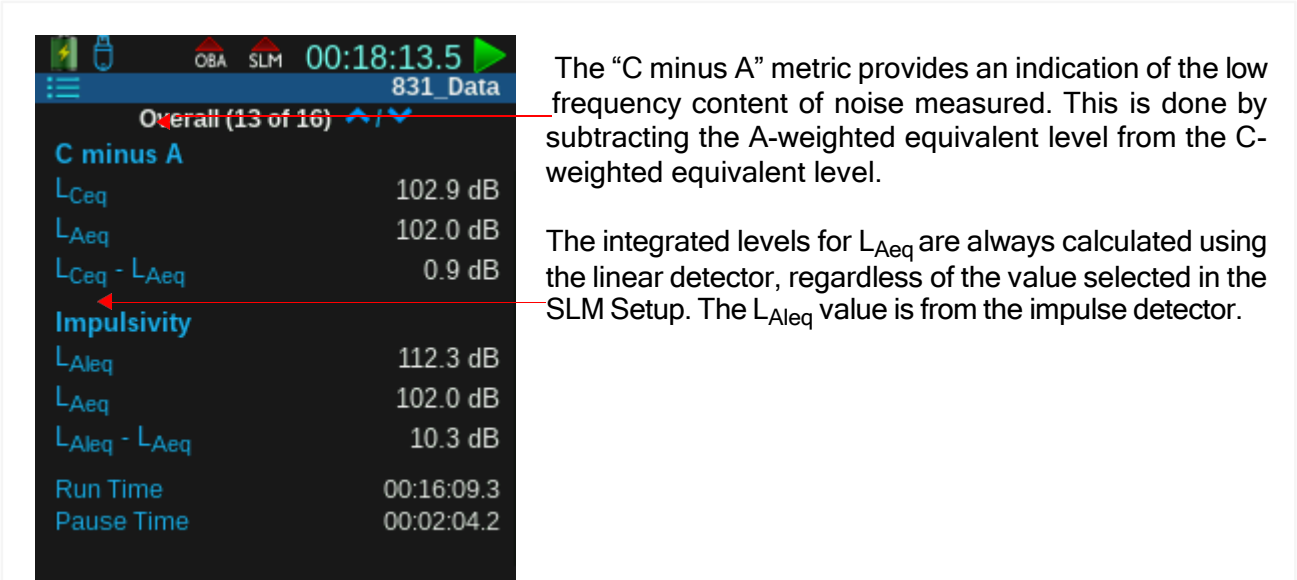 OBA SLM 00:18:13.5
831_Data
Overall (13 of 16) /
C minus A
LCeq 102.9 dB
LAeq 102.0 dB
LCeq - LAeq 0.9 dB
Impulsivity
LAIeq 112.3 dB
LAeq 102.0 dB
LAIeq - LAeq 10.3 dB
Run Time 00:16:09.3
Pause Time 00:02:04.2
The “C minus A” metric provides an indication of the low
frequency content of noise measured. This is done by
subtracting the A-weighted equivalent level from the C-
weighted equivalent level.
The integrated levels for LAeq are always calculated using
the linear detector, regardless of the value selected in the
SLM Setup. The LAIeq value is from the impulse detector.